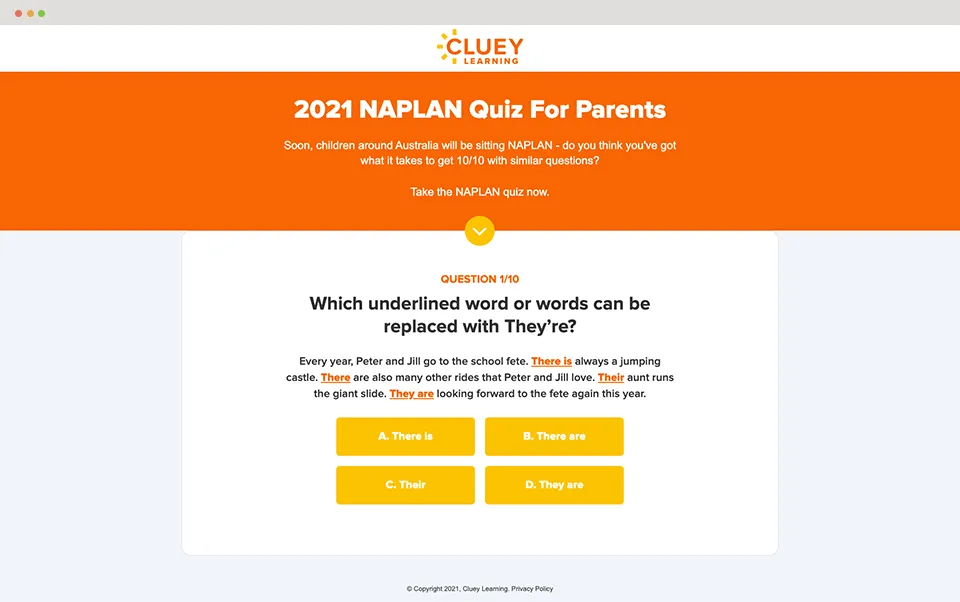 CLUEY
LEARNING
2021 NAPLAN Quiz For Parents
Soon, children around Australia will be sitting NAPLAN - do you think you've got
what it takes to get 10/10 with similar questions?
Take the NAPLAN quiz now.
QUESTION 1/10
Which underlined word or words can be
replaced with They’re?
Every year, Peter and Jill go to the school fete. There is always a jumping
castle. There are also many other rides that Peter and Jill love. Their aunt runs
the giant slide. They are looking forward to the fete again this year.
A. There is
B. There are
C. Their
D. They are
© Copyright 2021, Cluey Learning. Privacy Policy